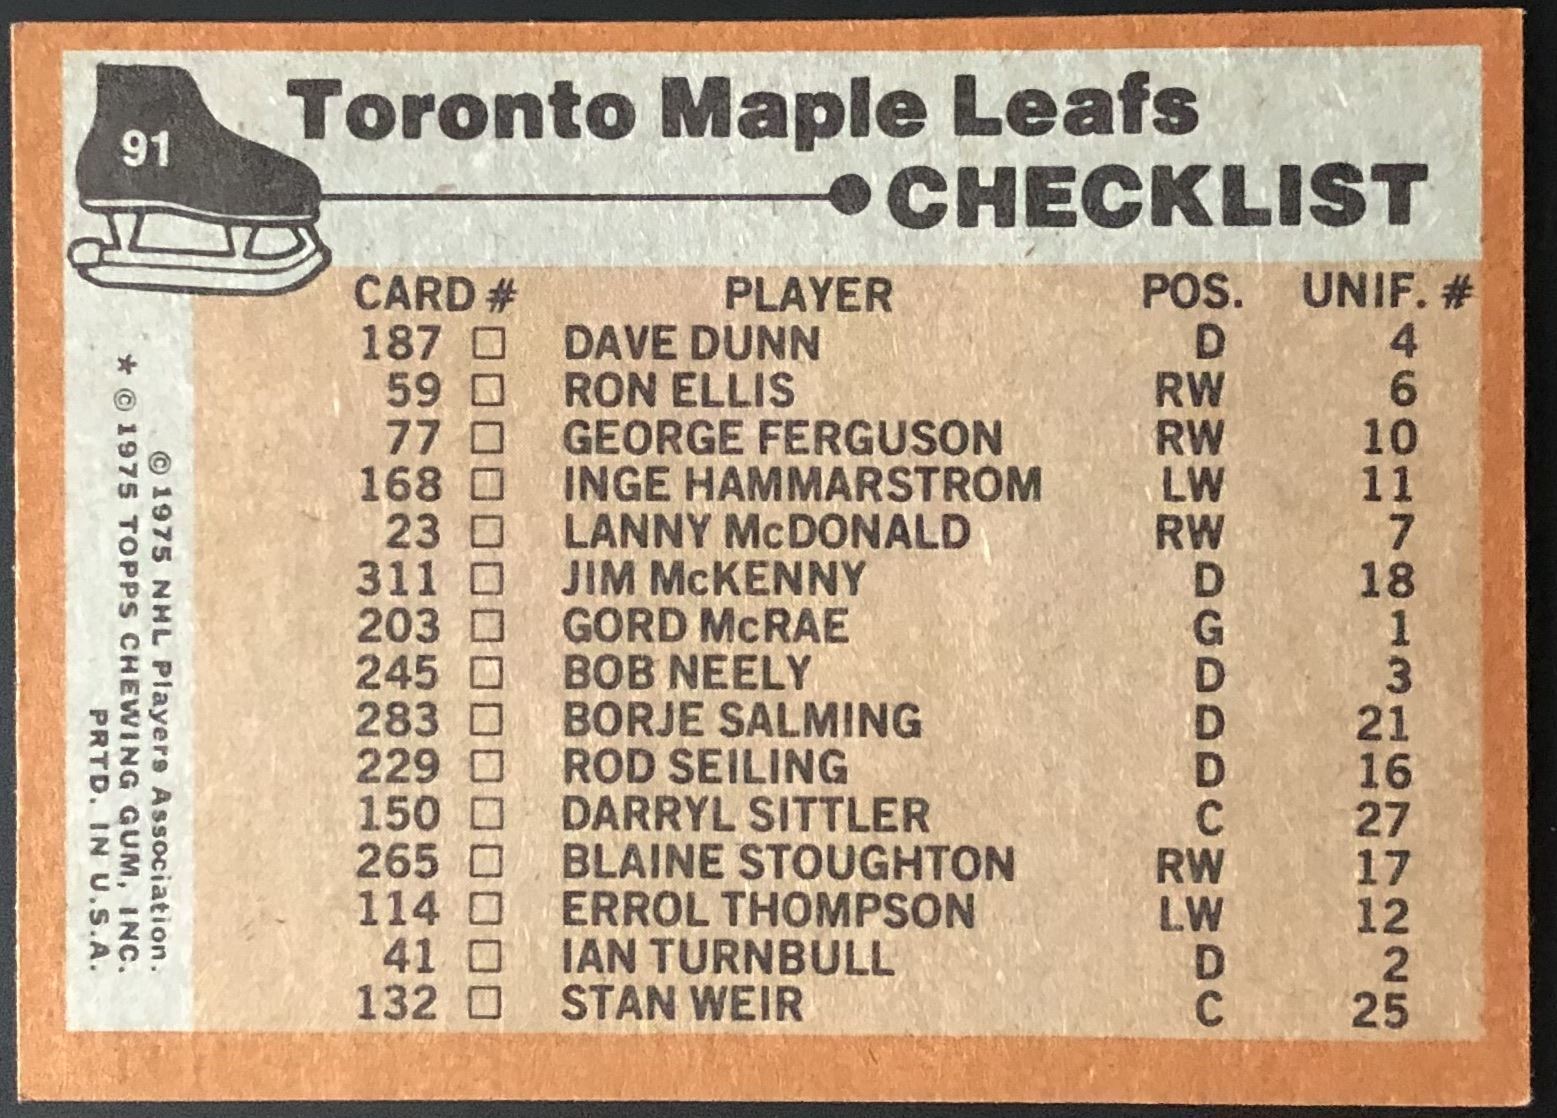 91
Toronto Maple Leafs
CHECKLIST
CARD # PLAYER POS. UNIF. #
187 □ DAVE DUNN D 4
59 □ RON ELLIS RW 6
77 □ GEORGE FERGUSON RW 10
168 □ INGE HAMMARSTROM LW 11
23 □ LANNY McDONALD RW 7
311 □ JIM McKENNY D 18
203 □ GORD McRAE G 1
245 □ BOB NEELY D 3
283 □ BORJE SALMING D 21
229 □ ROD SEILING D 16
150 □ DARRYL SITTLER C 27
265 □ BLAINE STOUGHTON RW 17
114 □ ERROL THOMPSON LW 12
41 □ IAN TURNBULL D 2
132 □ STAN WEIR C 25
© 1975 NHL Players Association.
* © 1975 TOPPS CHEWING GUM, INC.
PRTD. IN U.S.A.